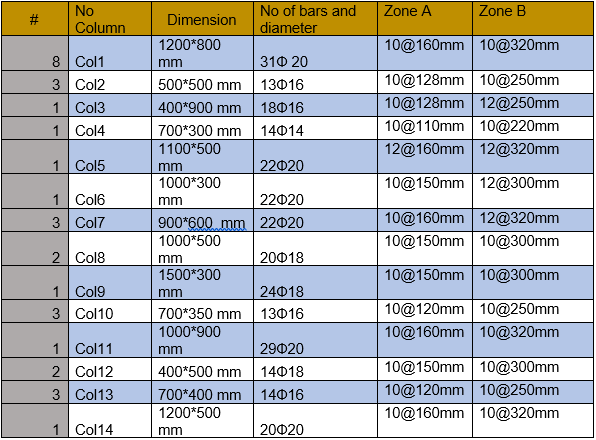 # No Column Dimension No of bars and diameter Zone A Zone B
8 Col1 1200*800 mm 31Φ 20 10@160mm 10@320mm
3 Col2 500*500 mm 13Φ16 10@128mm 10@250mm
1 Col3 400*900 mm 18Φ16 10@128mm 12@250mm
1 Col4 700*300 mm 14Φ14 10@110mm 10@220mm
1 Col5 1100*500 mm 22Φ20 12@160mm 12@320mm
1 Col6 1000*300 mm 22Φ20 10@150mm 12@300mm
3 Col7 900*600 mm 22Φ20 10@160mm 12@320mm
2 Col8 1000*500 mm 20Φ18 10@150mm 10@300mm
1 Col9 1500*300 mm 24Φ18 10@150mm 10@300mm
3 Col10 700*350 mm 13Φ16 10@120mm 10@250mm
1 Col11 1000*900 mm 29Φ20 10@160mm 10@320mm
2 Col12 400*500 mm 14Φ18 10@150mm 10@300mm
3 Col13 700*400 mm 14Φ16 10@120mm 10@250mm
1 Col14 1200*500 mm 20Φ20 10@160mm 10@320mm